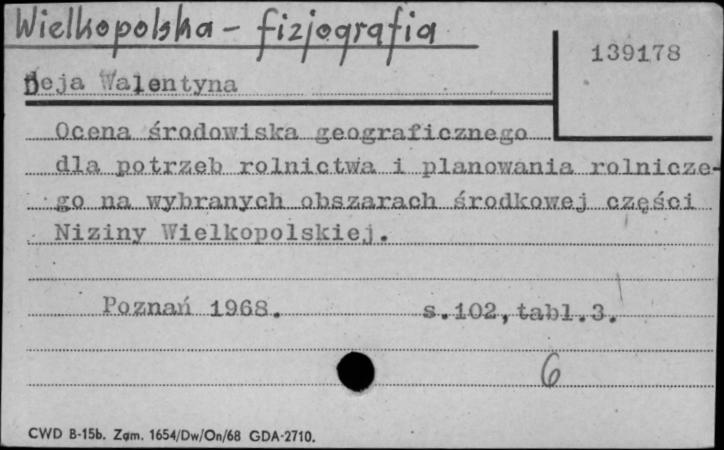 Wielkopolska - fizjografia
139178
Deja Walentyna
Ocena środowiska geograficznego
dla potrzeb rolnictwa i planowania rolnicze-
go na wybranych obszarach środkowej części
Niziny Wielkopolskiej.
Poznań 1968. s.102,tabl.3.
6
CWD B-15b. Zam. 1654/Dw/On/68 GDA-2710.